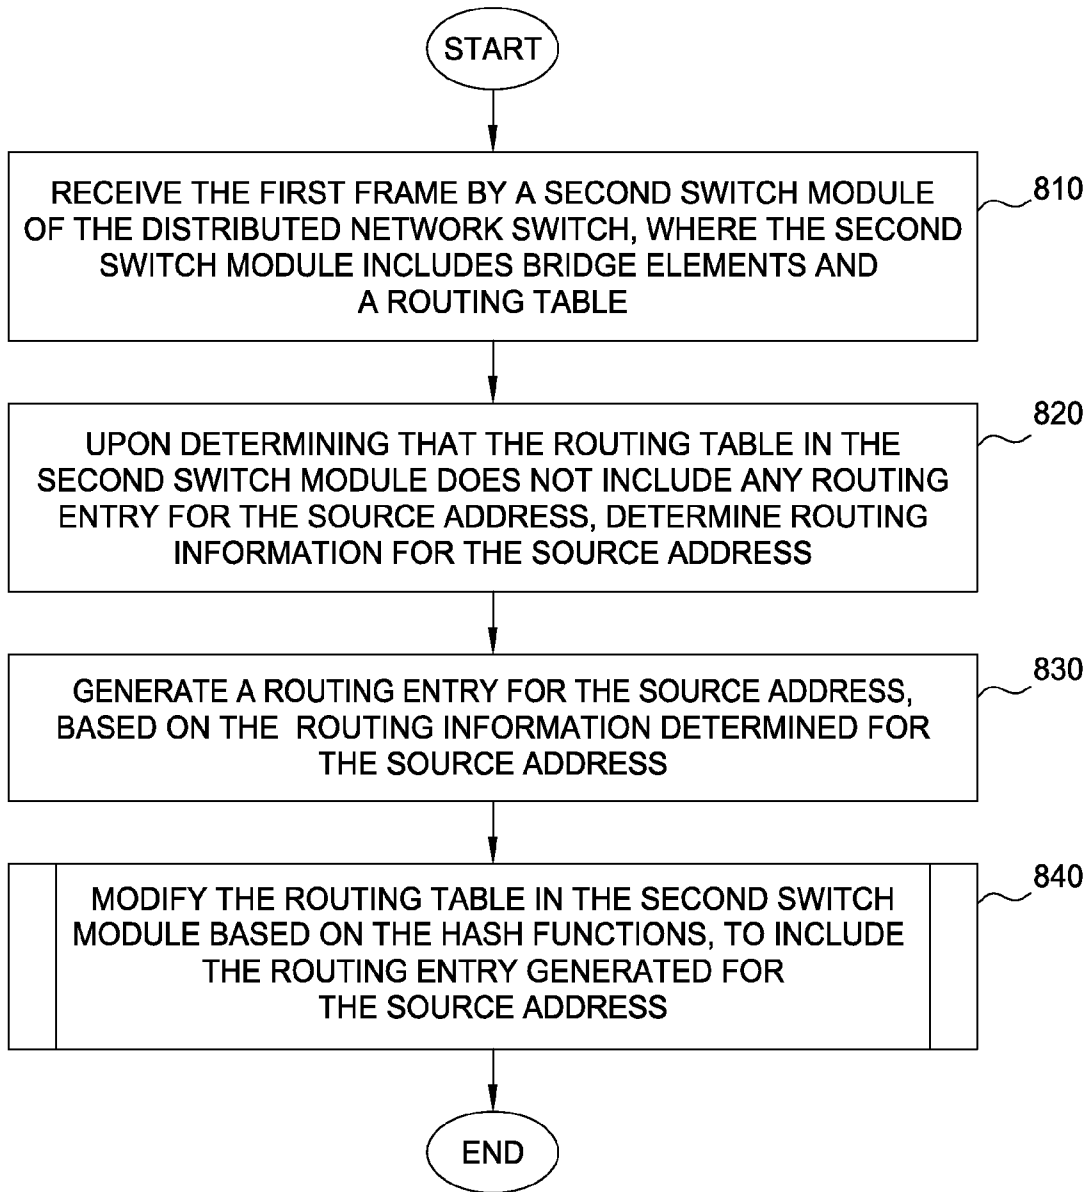 START
810
RECEIVE THE FIRST FRAME BY A SECOND SWITCH MODULE
OF THE DISTRIBUTED NETWORK SWITCH, WHERE THE SECOND
SWITCH MODULE INCLUDES BRIDGE ELEMENTS AND
A ROUTING TABLE
820
UPON DETERMINING THAT THE ROUTING TABLE IN THE
SECOND SWITCH MODULE DOES NOT INCLUDE ANY ROUTING
ENTRY FOR THE SOURCE ADDRESS, DETERMINE ROUTING
INFORMATION FOR THE SOURCE ADDRESS
830
GENERATE A ROUTING ENTRY FOR THE SOURCE ADDRESS,
BASED ON THE ROUTING INFORMATION DETERMINED FOR
THE SOURCE ADDRESS
840
MODIFY THE ROUTING TABLE IN THE SECOND SWITCH
MODULE BASED ON THE HASH FUNCTIONS, TO INCLUDE
THE ROUTING ENTRY GENERATED FOR
THE SOURCE ADDRESS
END